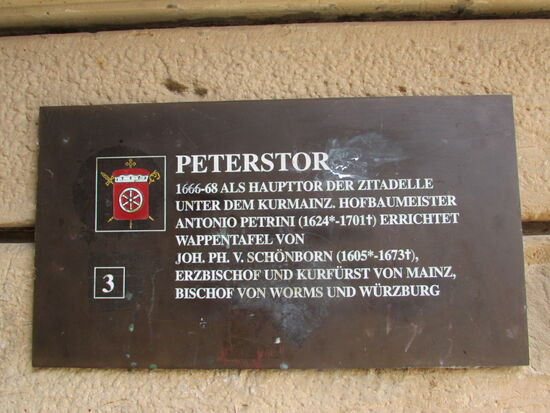 PETERSTOR
1666-68 ALS HAUPTTOR DER ZITADELLE
UNTER DEM KURMAINZ. HOFBAUMEISTER
ANTONIO PETRINI (1624*-1701†) ERRICHTET
WAPPENTAFEL VON
JOH. PH. V. SCHÖNBORN (1605*-1673†),
ERZBISCHOF UND KURFÜRST VON MAINZ,
BISCHOF VON WORMS UND WÜRZBURG
3